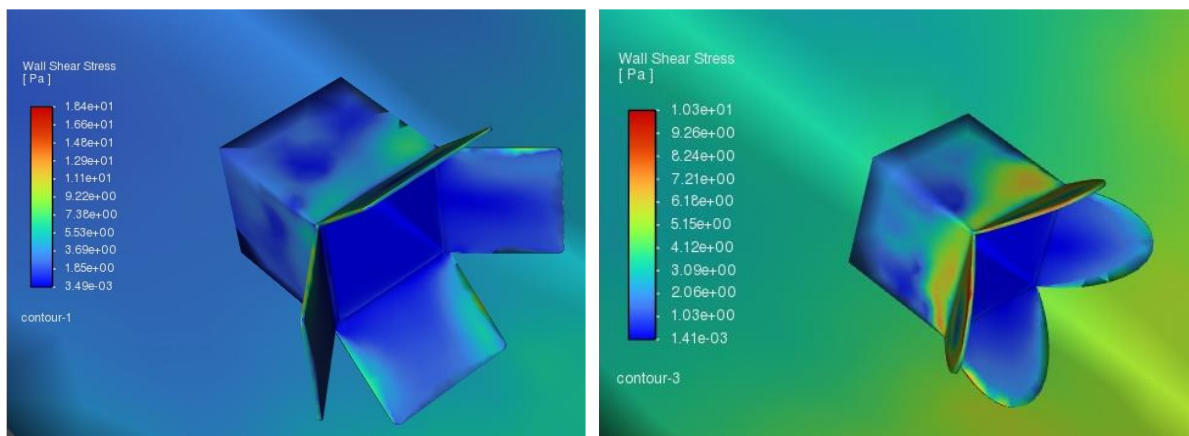 Wall Shear Stress
[ Pa ]
1.84e+01
1.66e+01
1.48e+01
1.29e+01
1.11e+01
9.22e+00
7.38e+00
5.53e+00
3.69e+00
1.85e+00
3.49e-03
contour-1
Wall Shear Stress
[ Pa ]
1.03e+01
9.26e+00
8.24e+00
7.21e+00
6.18e+00
5.15e+00
4.12e+00
3.09e+00
2.06e+00
1.03e+00
1.41e-03
contour-3